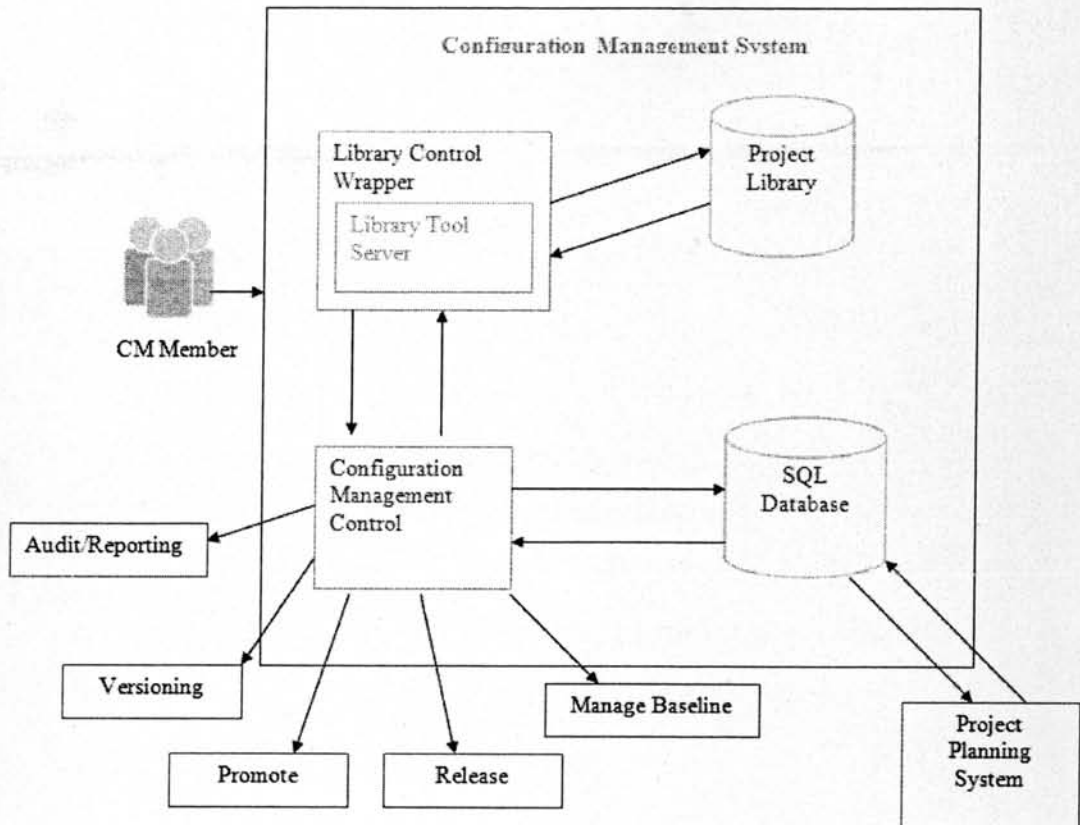 Configuration Management System
Library Control
Wrapper
Library Tool
Server
Project
Library
CM Member
Configuration
Management
Control
SQL
Database
Audit/Reporting
Versioning
Manage Baseline
Promote
Release
Project
Planning
System